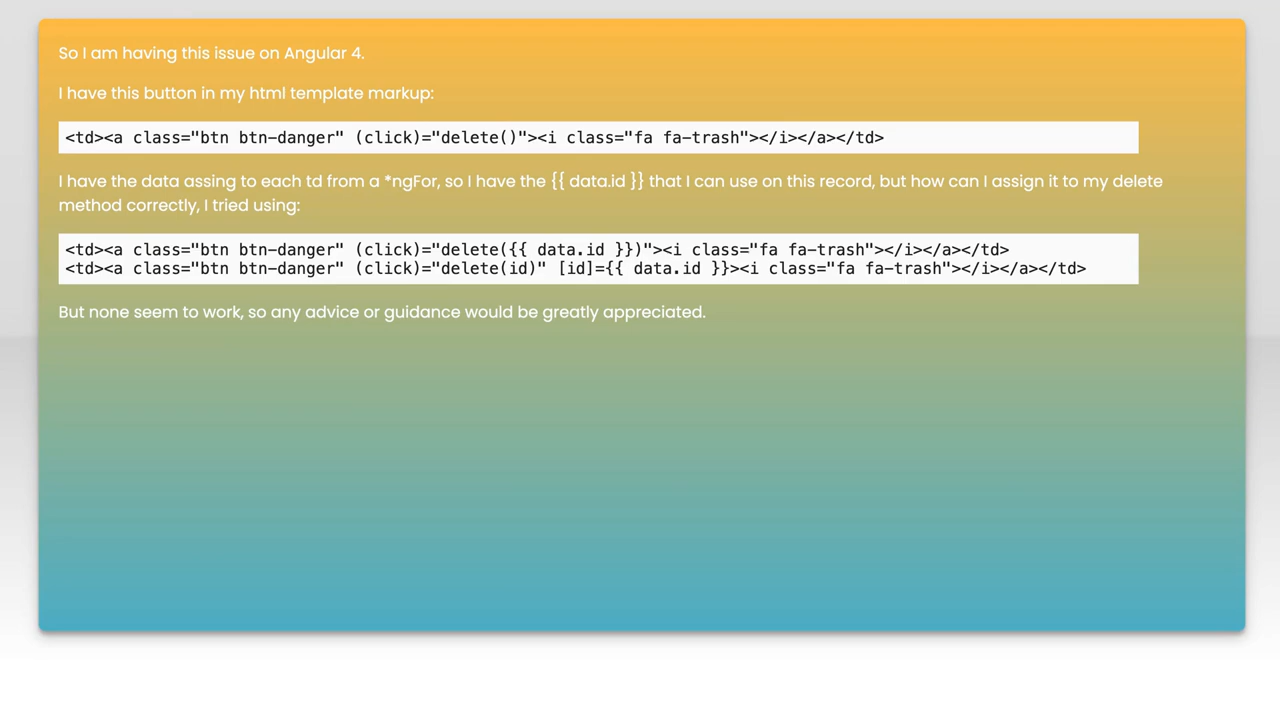 So I am having this issue on Angular 4.
I have this button in my html template markup:
<td><a class="btn btn-danger" (click)="delete()"><i class="fa fa-trash"></i></a></td>
I have the data assing to each td from a *ngFor, so I have the {{ data.id }} that I can use on this record, but how can I assign it to my delete
method correctly, I tried using:
<td><a class="btn btn-danger" (click)="delete({{ data.id }})"><i class="fa fa-trash"></i></a></td>
<td><a class="btn btn-danger" (click)="delete(id)" [id]={{ data.id }}><i class="fa fa-trash"></i></a></td>
But none seem to work, so any advice or guidance would be greatly appreciated.